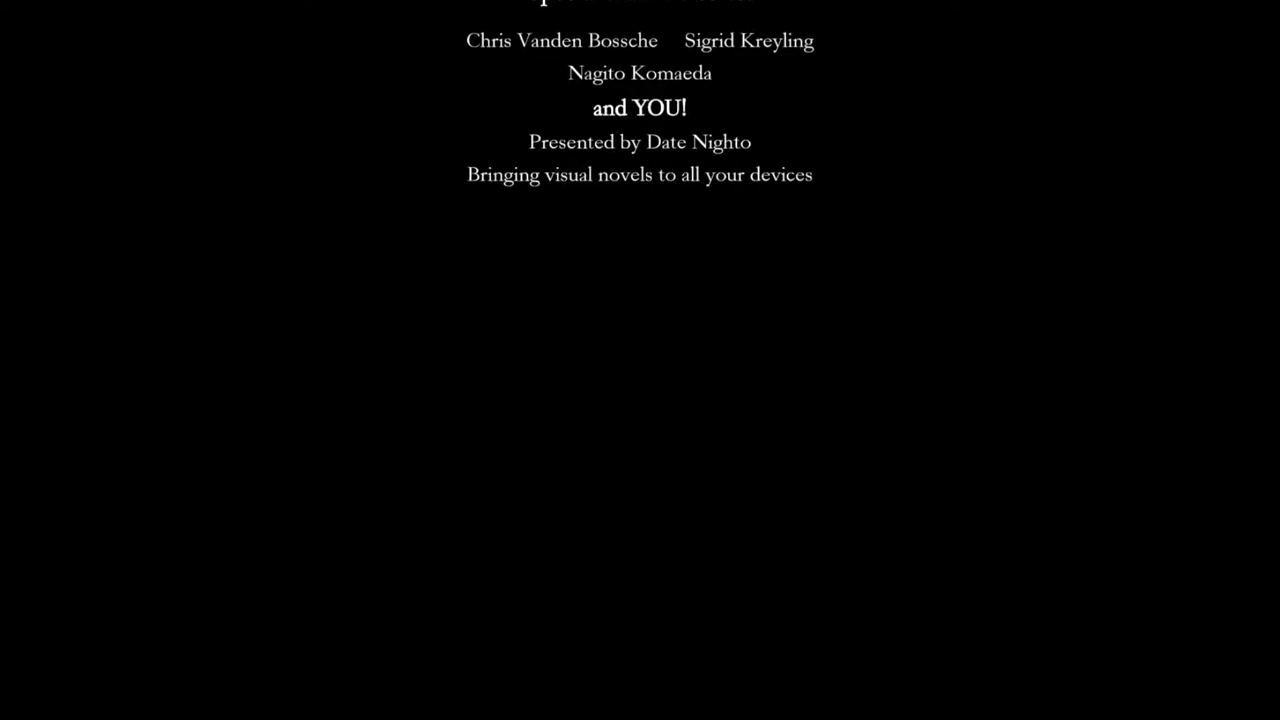 Chris Vanden Bossche Sigrid Kreyling
Nagito Komaeda
and YOU!
Presented by Date Nighto
Bringing visual novels to all your devices